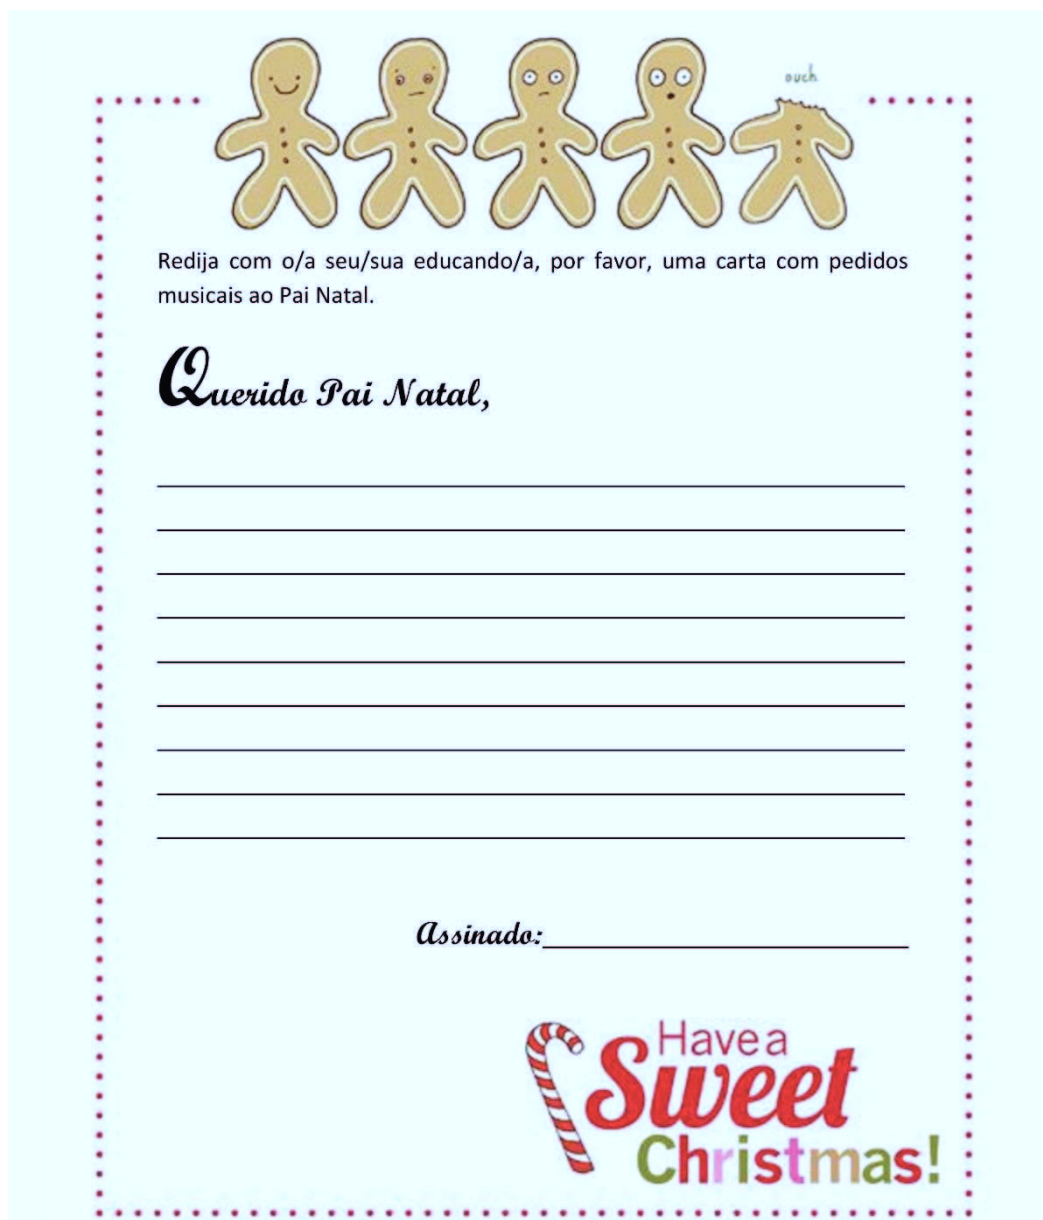 ouch
Redija com o/a seu/sua educando/a, por favor, uma carta com pedidos
musicais ao Pai Natal.
Querido Pai Natal,
Assinado:
Have a
Sweet
Christmas!